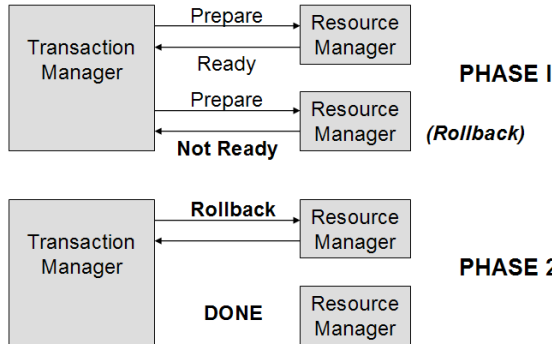 Prepare
Transaction
Manager
Resource
Manager
Ready
PHASE I
Prepare
Resource
Manager
(Rollback)
Not Ready
Rollback
Resource
Manager
Transaction
Manager
PHASE 2
DONE
Resource
Manager